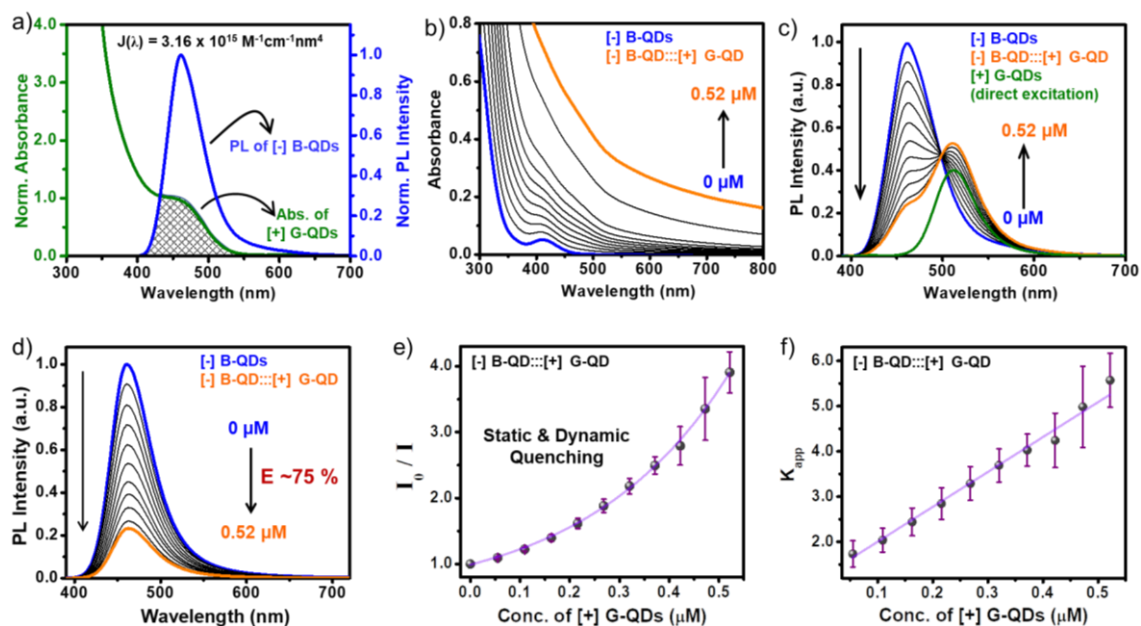 a)
J(λ) = 3.16 x 10¹⁵ M⁻¹cm⁻¹nm⁴
PL of [-] B-QDs
Abs. of
[+] G-QDs
Norm. Absorbance
Norm. PL Intensity
4.0
3.0
2.0
1.0
0.0
1.0
0.8
0.6
0.4
0.2
0.0
300 400 500 600 700
Wavelength (nm)
b)
[-] B-QDs
[-] B-QD:::[+] G-QD
0.52 µM
0 µM
Absorbance
0.8
0.6
0.4
0.2
0.0
300 400 500 600 700 800
Wavelength (nm)
c)
[-] B-QDs
[-] B-QD:::[+] G-QD
[+] G-QDs
(direct excitation)
0.52 µM
0 µM
PL Intensity (a.u.)
1.0
0.8
0.6
0.4
0.2
0.0
400 500 600 700
Wavelength (nm)
d)
[-] B-QDs
[-] B-QD:::[+] G-QD
0 µM
E ~75 %
0.52 µM
PL Intensity (a.u.)
1.0
0.8
0.6
0.4
0.2
0.0
400 500 600 700
Wavelength (nm)
e)
[-] B-QD:::[+] G-QD
Static & Dynamic
Quenching
I₀ / I
4.0
3.0
2.0
1.0
0.0 0.1 0.2 0.3 0.4 0.5
Conc. of [+] G-QDs (µM)
f)
[-] B-QD:::[+] G-QD
Kapp
6.0
5.0
4.0
3.0
2.0
0.1 0.2 0.3 0.4 0.5
Conc. of [+] G-QDs (µM)